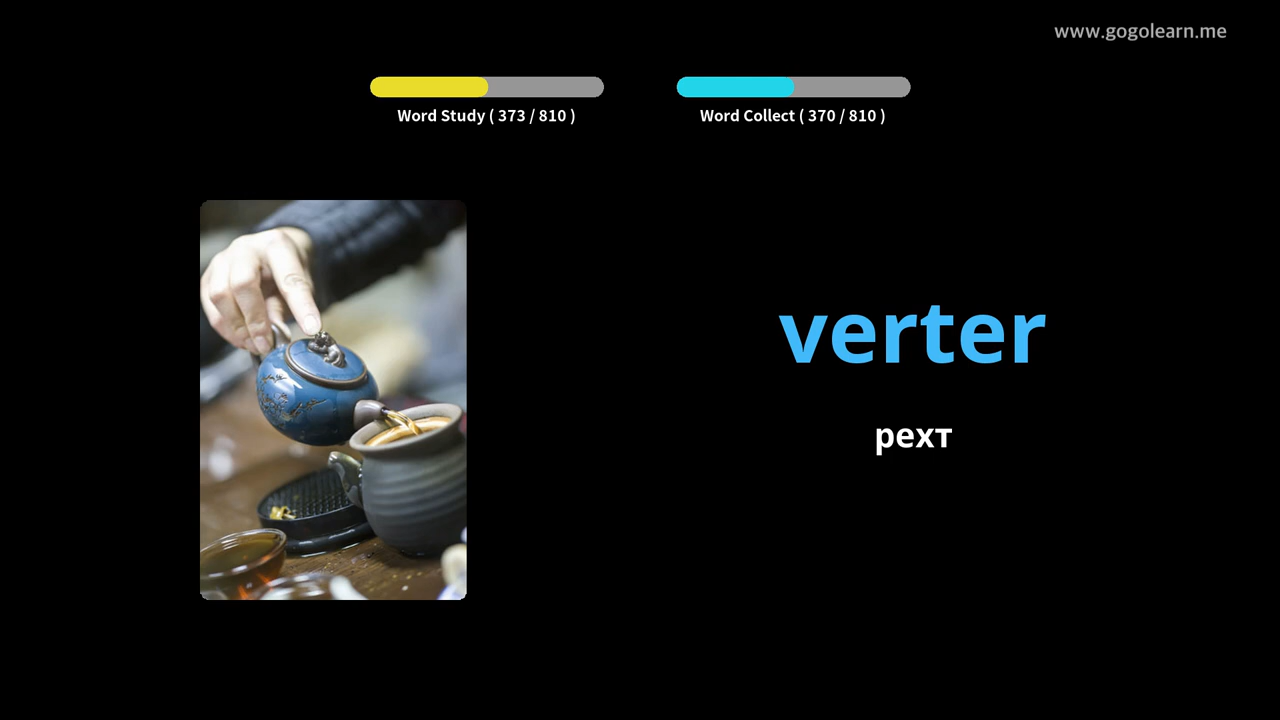 www.gogolearn.me
Word Study ( 373 / 810 )
Word Collect ( 370 / 810 )
verter
рехт